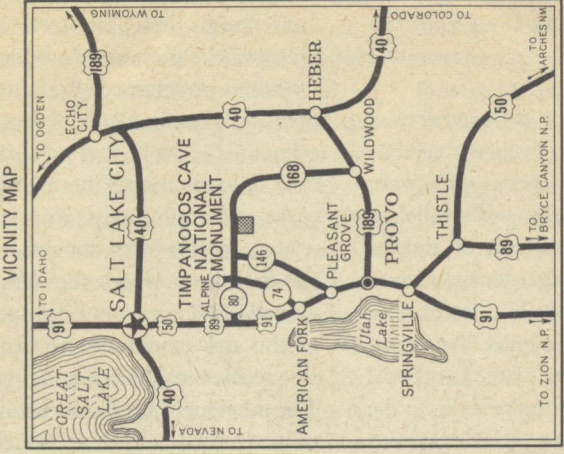 VICINITY MAP
TO IDAHO
TO OGDEN
TO WYOMING
91
189
ECHO
CITY
GREAT
SALT
LAKE
SALT LAKE CITY
40
40
40
TO NEVADA
50
89
91
TIMPANOGOS CAVE
NATIONAL
MONUMENT
ALPINE
80
74
146
168
HEBER
40
TO COLORADO
AMERICAN FORK
PLEASANT
GROVE
WILDWOOD
189
PROVO
Utah
Lake
SPRINGVILLE
THISTLE
50
TO
ARCHES NM.
91
89
TO ZION N.P.
TO
BRYCE CANYON N.P.